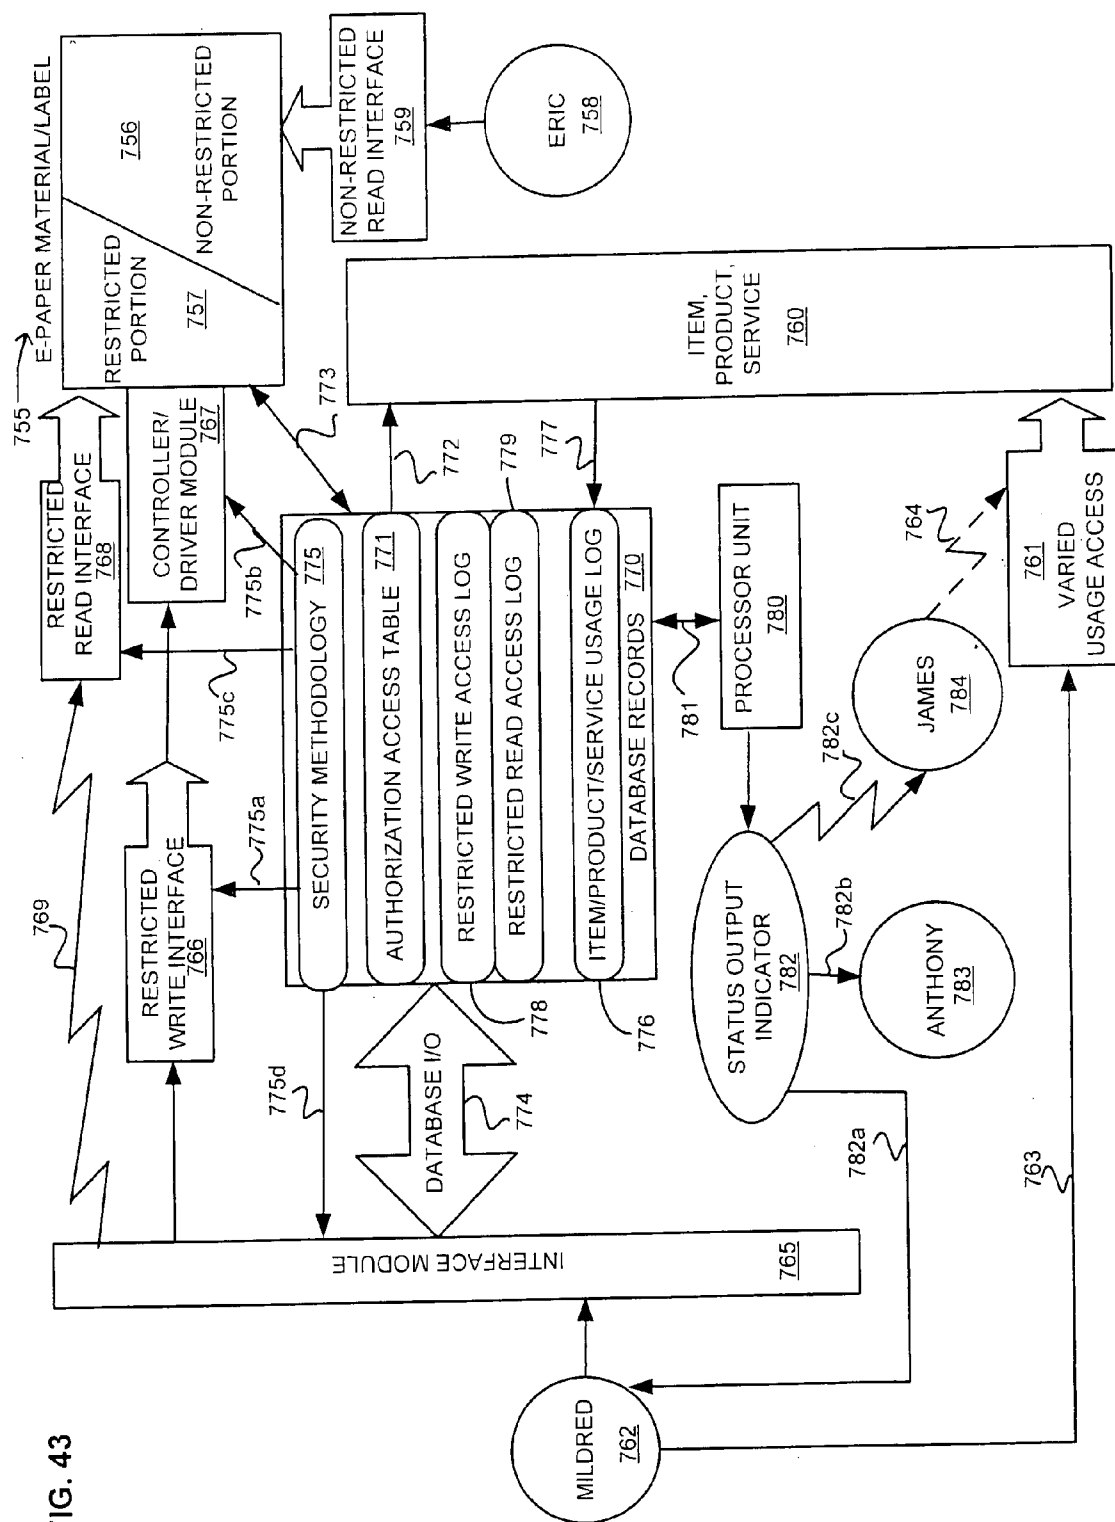 FIG. 43
755
E-PAPER MATERIAL/LABEL
RESTRICTED
PORTION
757
756
NON-RESTRICTED
PORTION
NON-RESTRICTED
READ INTERFACE
759
ERIC
758
769
RESTRICTED
READ INTERFACE
768
CONTROLLER/
DRIVER MODULE
767
RESTRICTED
WRITE INTERFACE
766
775a
775c
775b
773
775d
SECURITY METHODOLOGY
775
AUTHORIZATION ACCESS TABLE
771
RESTRICTED WRITE ACCESS LOG
RESTRICTED READ ACCESS LOG
ITEM/PRODUCT/SERVICE USAGE LOG
DATABASE RECORDS
770
772
779
777
778
776
DATABASE I/O
774
INTERFACE MODULE
765
ITEM,
PRODUCT,
SERVICE
760
781
PROCESSOR UNIT
780
STATUS OUTPUT
INDICATOR
782
782a
782b
782c
ANTHONY
783
JAMES
784
764
761
VARIED
USAGE ACCESS
763
MILDRED
762